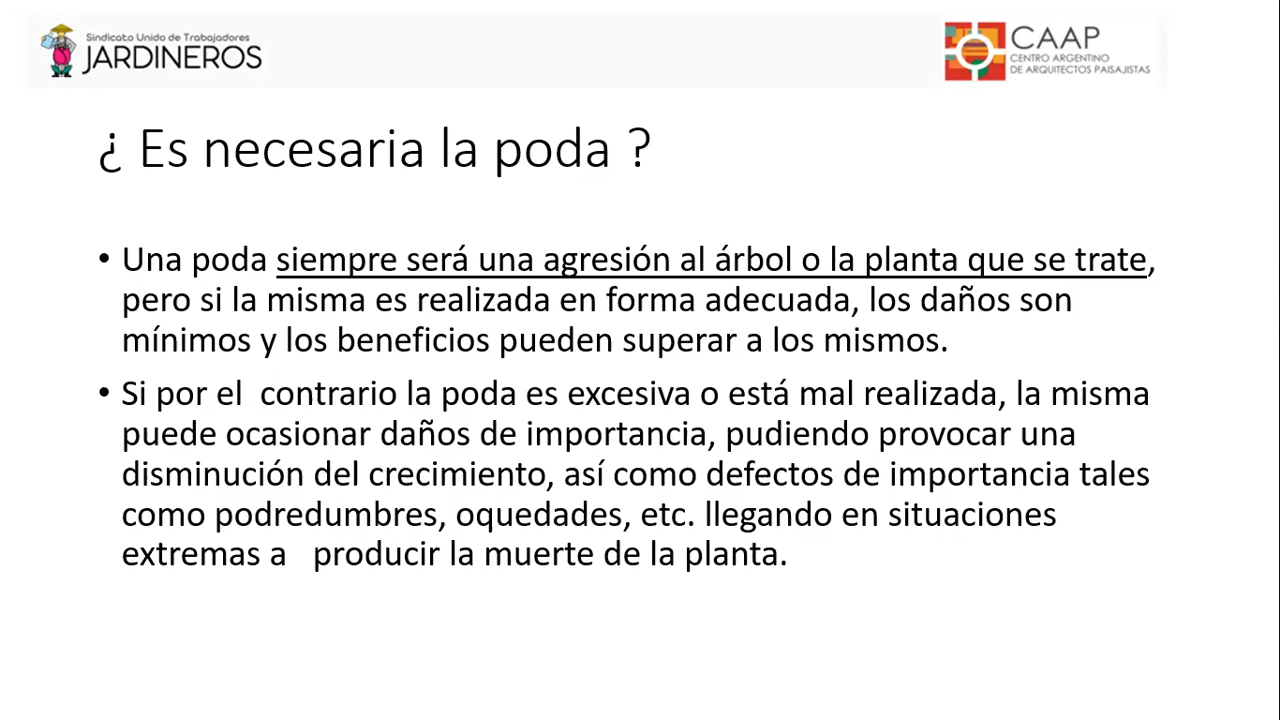 Sindicato Unido de Trabajadores
JARDINEROS
CAAP
CENTRO ARGENTINO
DE ARQUITECTOS PAISAJISTAS
¿ Es necesaria la poda ?
• Una poda siempre será una agresión al árbol o la planta que se trate,
pero si la misma es realizada en forma adecuada, los daños son
mínimos y los beneficios pueden superar a los mismos.
• Si por el  contrario la poda es excesiva o está mal realizada, la misma
puede ocasionar daños de importancia, pudiendo provocar una
disminución del crecimiento, así como defectos de importancia tales
como podredumbres, oquedades, etc. llegando en situaciones
extremas a   producir la muerte de la planta.